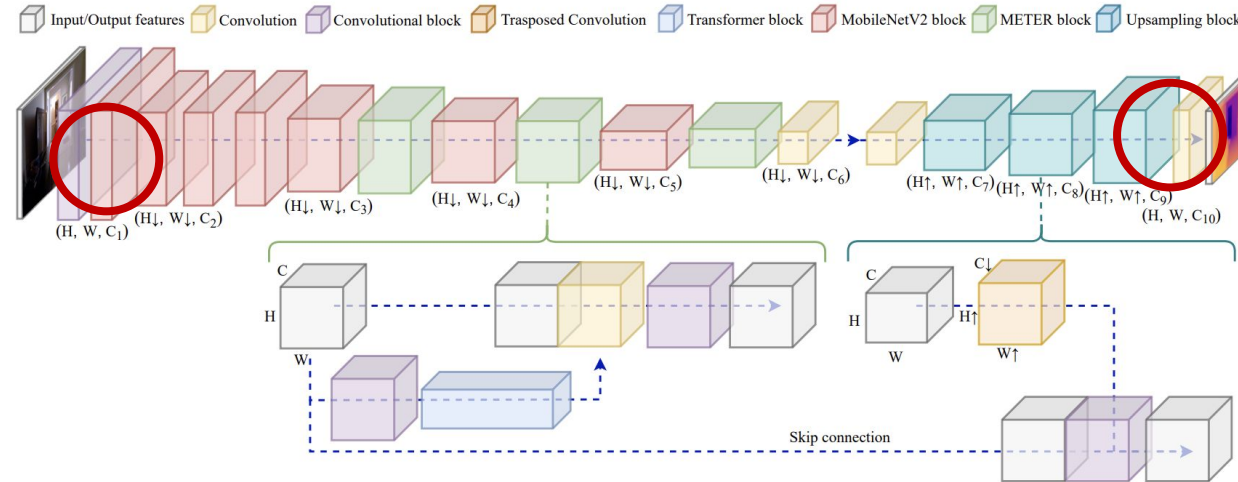 Input/Output features Convolution Convolutional block Trasposed Convolution Transformer block MobileNetV2 block METER block Upsampling block
(H, W, C1)
(H↓, W↓, C2)
(H↓, W↓, C3)
(H↓, W↓, C4)
(H↓, W↓, C5)
(H↓, W↓, C6)
(H↑, W↑, C7)
(H↑, W↑, C8)
(H↑, W↑, C9)
(H, W, C10)
C
H
W
C
H
W
C↓
H↑
W↑
Skip connection